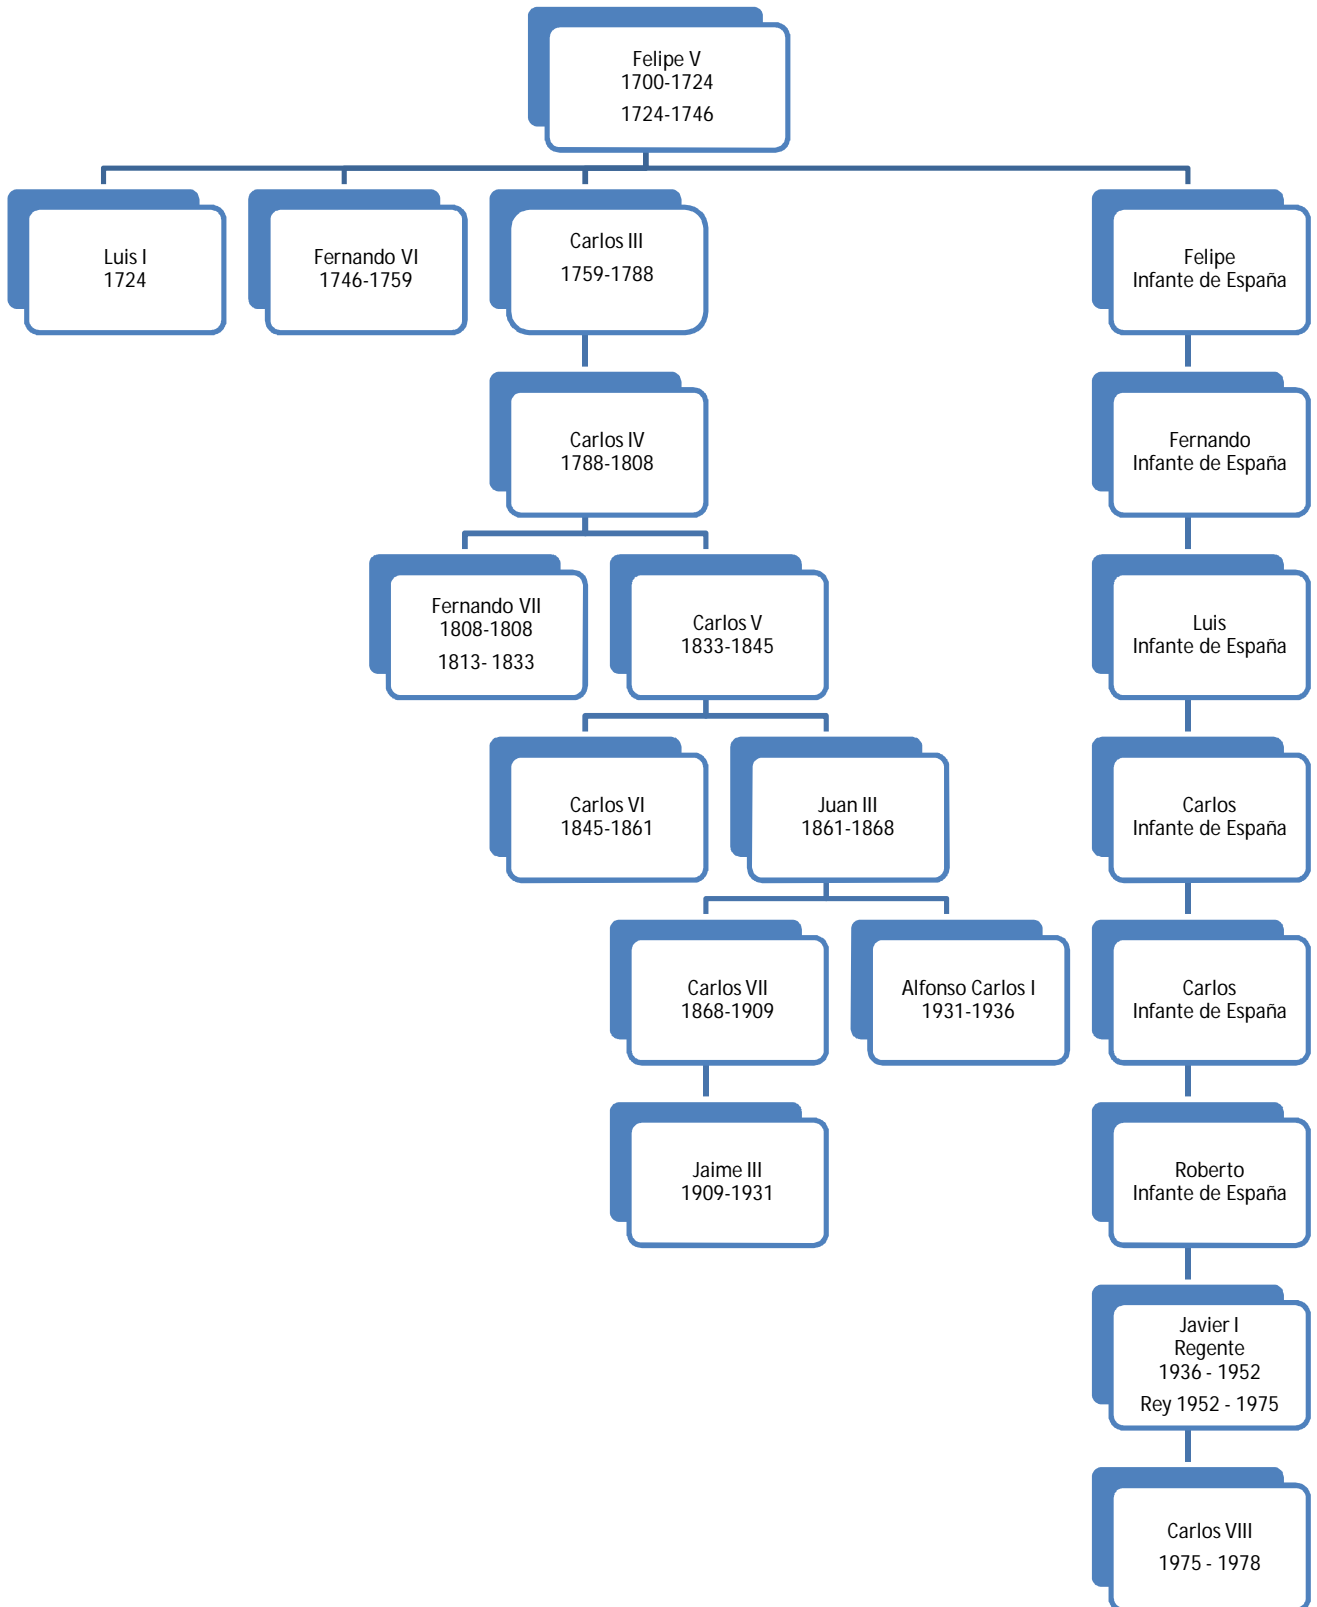 Felipe V
1700-1724
1724-1746
Luis I
1724
Fernando VI
1746-1759
Carlos III
1759-1788
Felipe
Infante de España
Carlos IV
1788-1808
Fernando
Infante de España
Fernando VII
1808-1808
1813- 1833
Carlos V
1833-1845
Luis
Infante de España
Carlos VI
1845-1861
Juan III
1861-1868
Carlos
Infante de España
Carlos VII
1868-1909
Alfonso Carlos I
1931-1936
Carlos
Infante de España
Jaime III
1909-1931
Roberto
Infante de España
Javier I
Regente
1936 - 1952
Rey 1952 - 1975
Carlos VIII
1975 - 1978